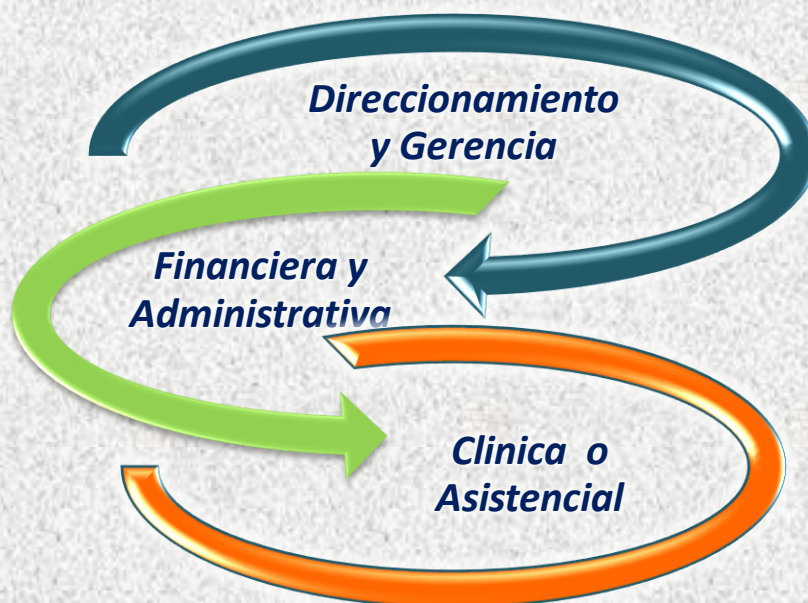 Direccionamiento
y Gerencia
Financiera y
Administrativa
Clinica o
Asistencial